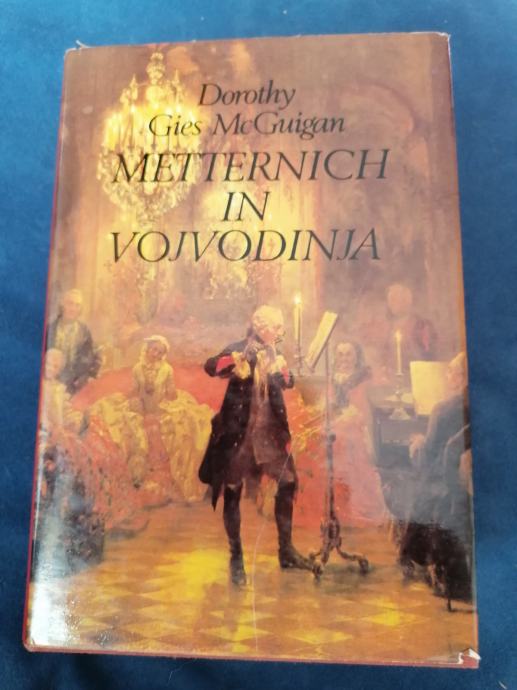 Dorothy
Gies McGuigan
METTERNICH
IN
VOJVODINJA